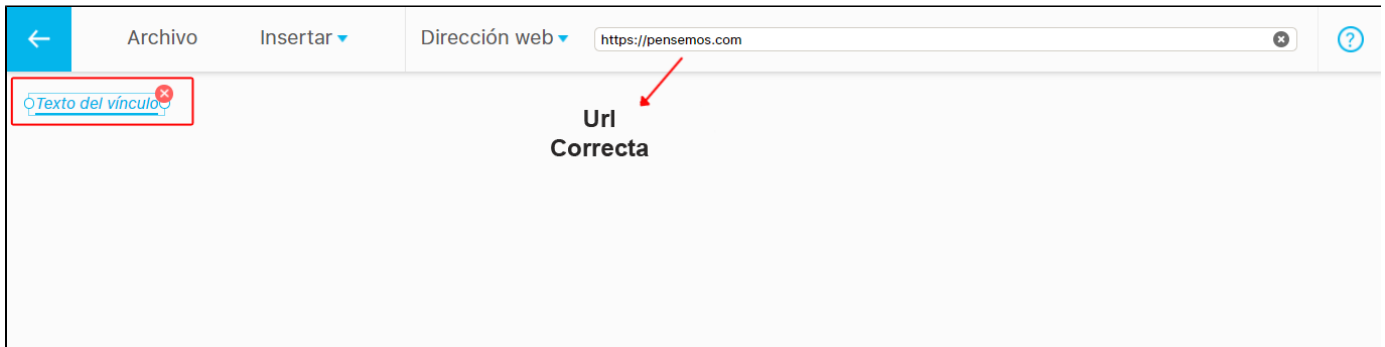 Archivo Insertar Dirección web https://pensemos.com ?
Texto del vínculo
Url
Correcta